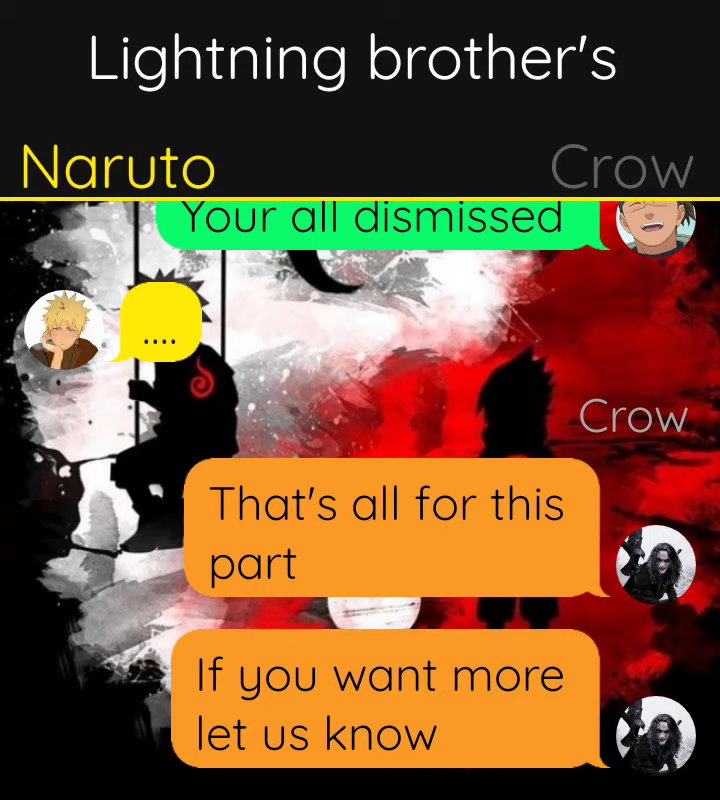 Lightning brother's
Naruto
Crow
Your all dismissed
....
Crow
That's all for this
part
If you want more
let us know